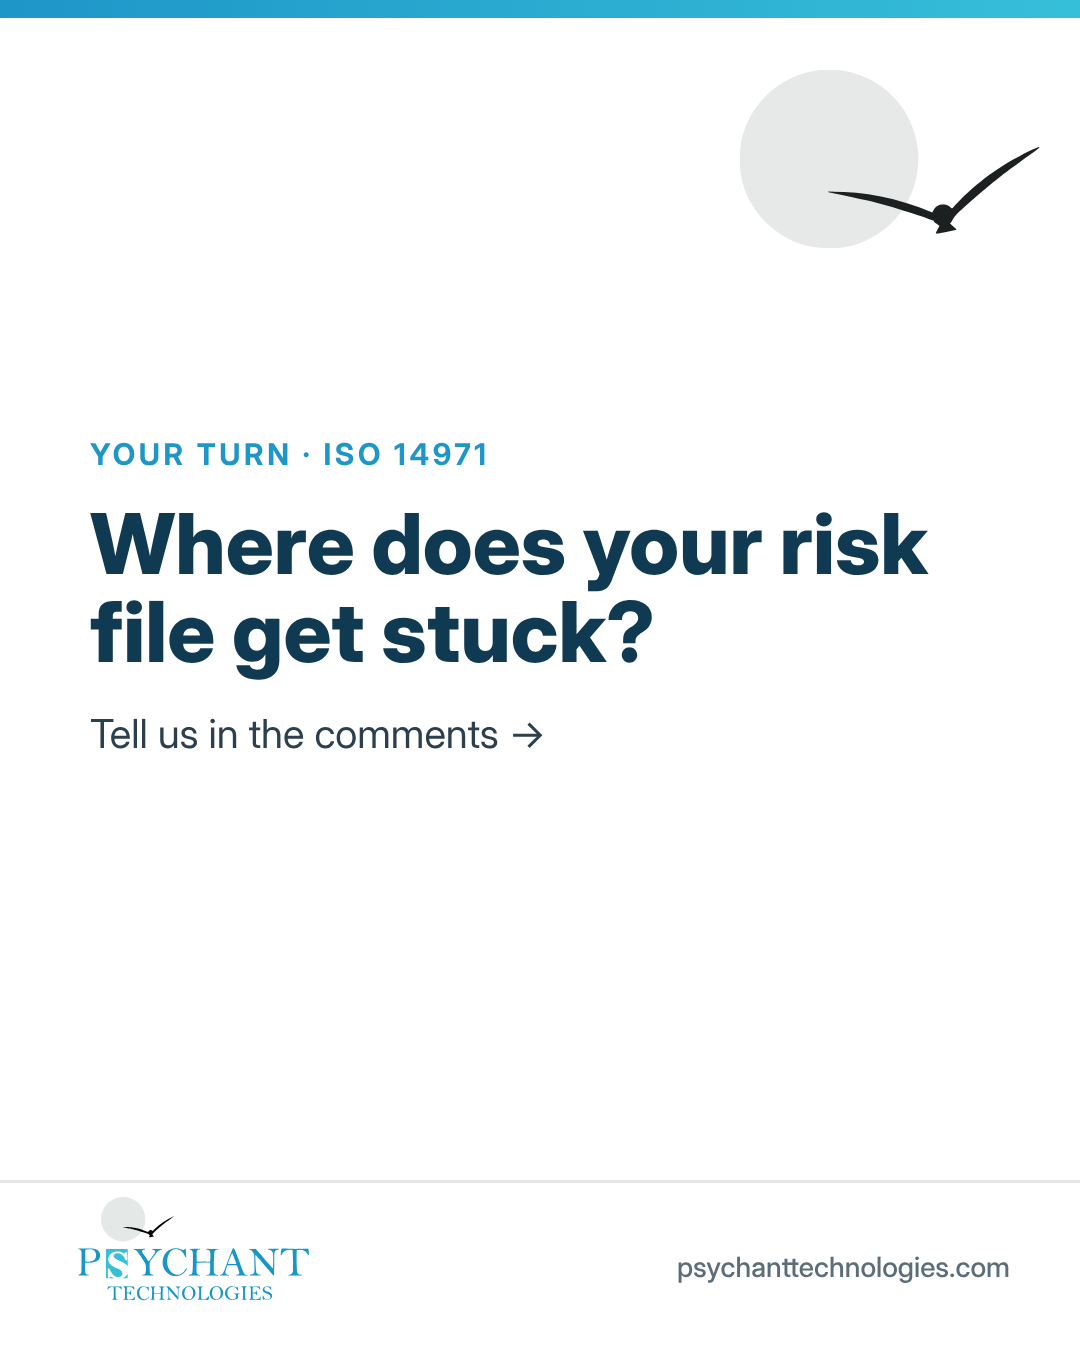 YOUR TURN · ISO 14971
Where does your risk
file get stuck?
Tell us in the comments →
PSYCHANT
TECHNOLOGIES
psychanttechnologies.com